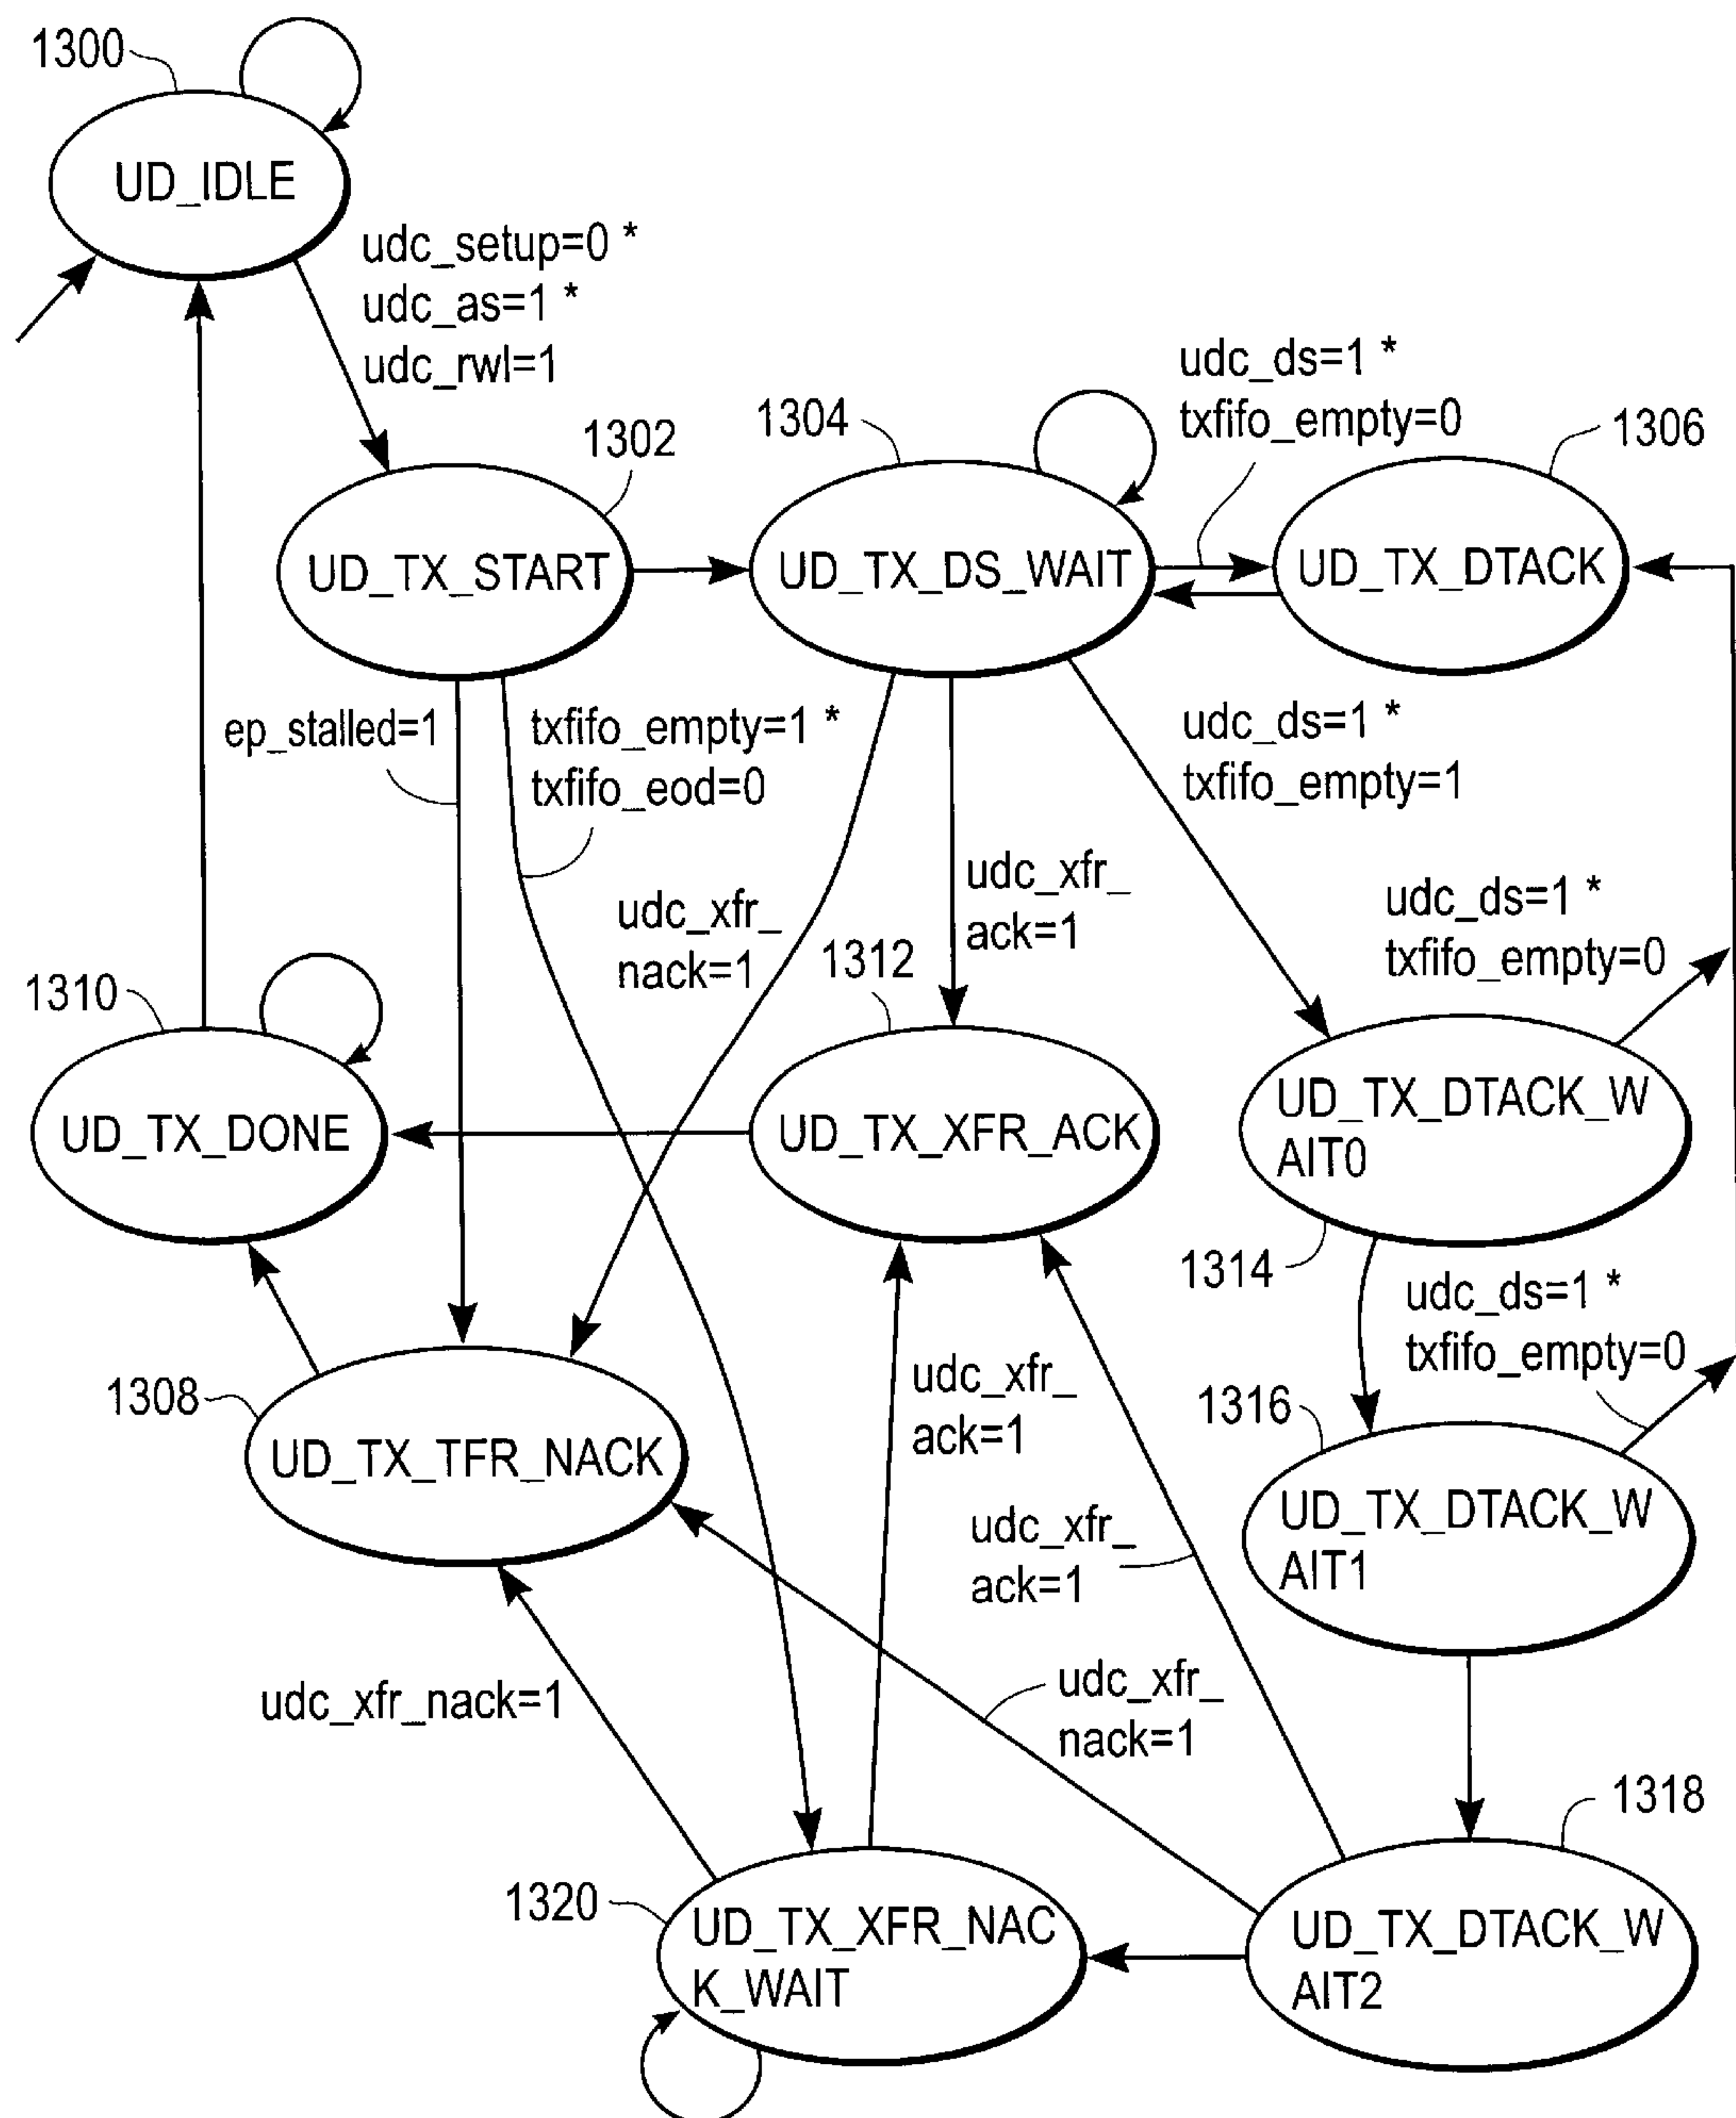 1300
UD_IDLE
udc_setup=0 *
udc_as=1 *
udc_rwl=1
1302
1304
udc_ds=1 *
txfifo_empty=0
1306
UD_TX_START
UD_TX_DS_WAIT
UD_TX_DTACK
ep_stalled=1
txfifo_empty=1 *
txfifo_eod=0
udc_ds=1 *
txfifo_empty=1
udc_xfr_
nack=1
udc_xfr_
ack=1
udc_ds=1 *
txfifo_empty=0
1310
1312
UD_TX_DONE
UD_TX_XFR_ACK
UD_TX_DTACK_W
AIT0
1314
udc_ds=1 *
txfifo_empty=0
1308
UD_TX_TFR_NACK
udc_xfr_
ack=1
1316
UD_TX_DTACK_W
AIT1
udc_xfr_
ack=1
udc_xfr_nack=1
udc_xfr_
nack=1
1318
1320
UD_TX_XFR_NAC
K_WAIT
UD_TX_DTACK_W
AIT2